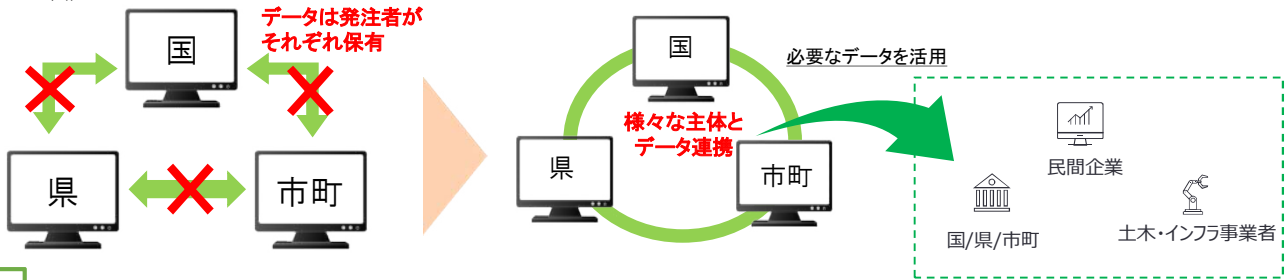 データは発注者が
それぞれ保有
国
県
市町
国
必要なデータを活用
様々な主体と
データ連携
県
市町
民間企業
国/県/市町
土木・インフラ事業者